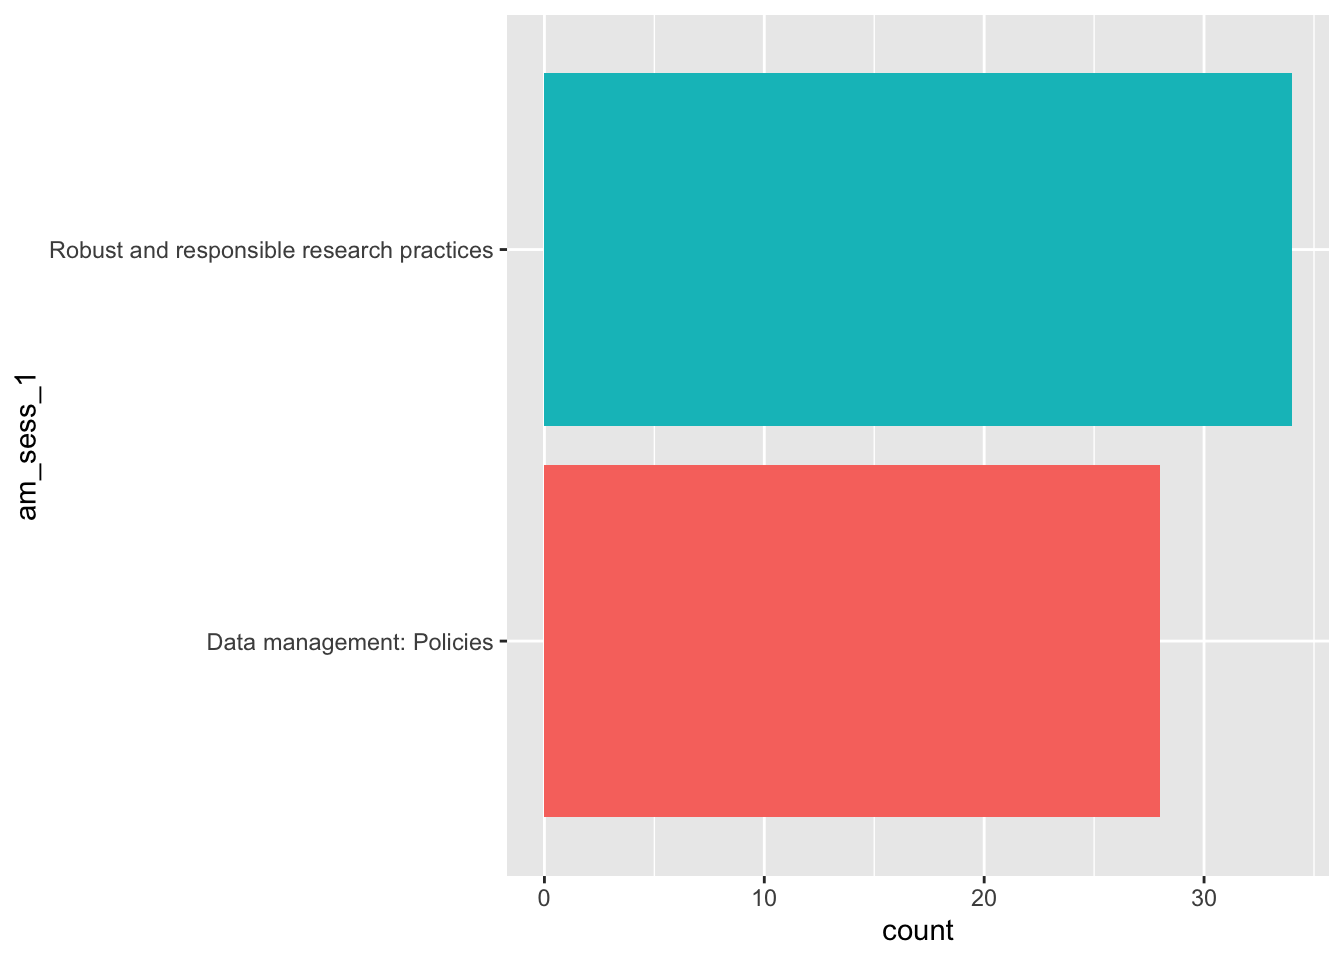 Robust and responsible research practices
Data management: Policies
am_sess_1
0 10 20 30
count